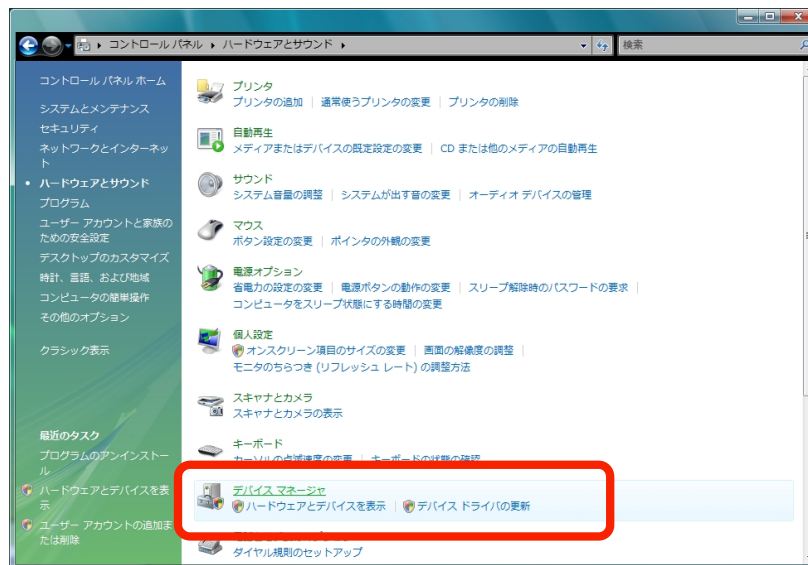 コントロール パネル ▸ ハードウェアとサウンド ▸
検索
コントロール パネル ホーム
システムとメンテナンス
セキュリティ
ネットワークとインターネッ
ト
• ハードウェアとサウンド
プログラム
ユーザー アカウントと家族の
ための安全設定
デスクトップのカスタマイズ
時計、言語、および地域
コンピュータの簡単操作
その他のオプション
クラシック表示
最近のタスク
プログラムのアンインストー
ル
ハードウェアとデバイスを表
示
ユーザー アカウントの追加ま
たは削除
プリンタ
プリンタの追加 | 通常使うプリンタの変更 | プリンタの削除
自動再生
メディアまたはデバイスの既定設定の変更 | CD または他のメディアの自動再生
サウンド
システム音量の調整 | システムが出す音の変更 | オーディオ デバイスの管理
マウス
ボタン設定の変更 | ポインタの外観の変更
電源オプション
省電力の設定の変更 | 電源ボタンの動作の変更 | スリープ解除時のパスワードの要求 |
コンピュータをスリープ状態にする時間の変更
個人設定
オンスクリーン項目のサイズの変更 | 画面の解像度の調整 |
モニタのちらつき (リフレッシュ レート) の調整方法
スキャナとカメラ
スキャナとカメラの表示
キーボード
カーソルの点滅速度の変更 | キーボードの状態の確認
デバイス マネージャ
ハードウェアとデバイスを表示 | デバイス ドライバの更新
ダイヤル規則のセットアップ